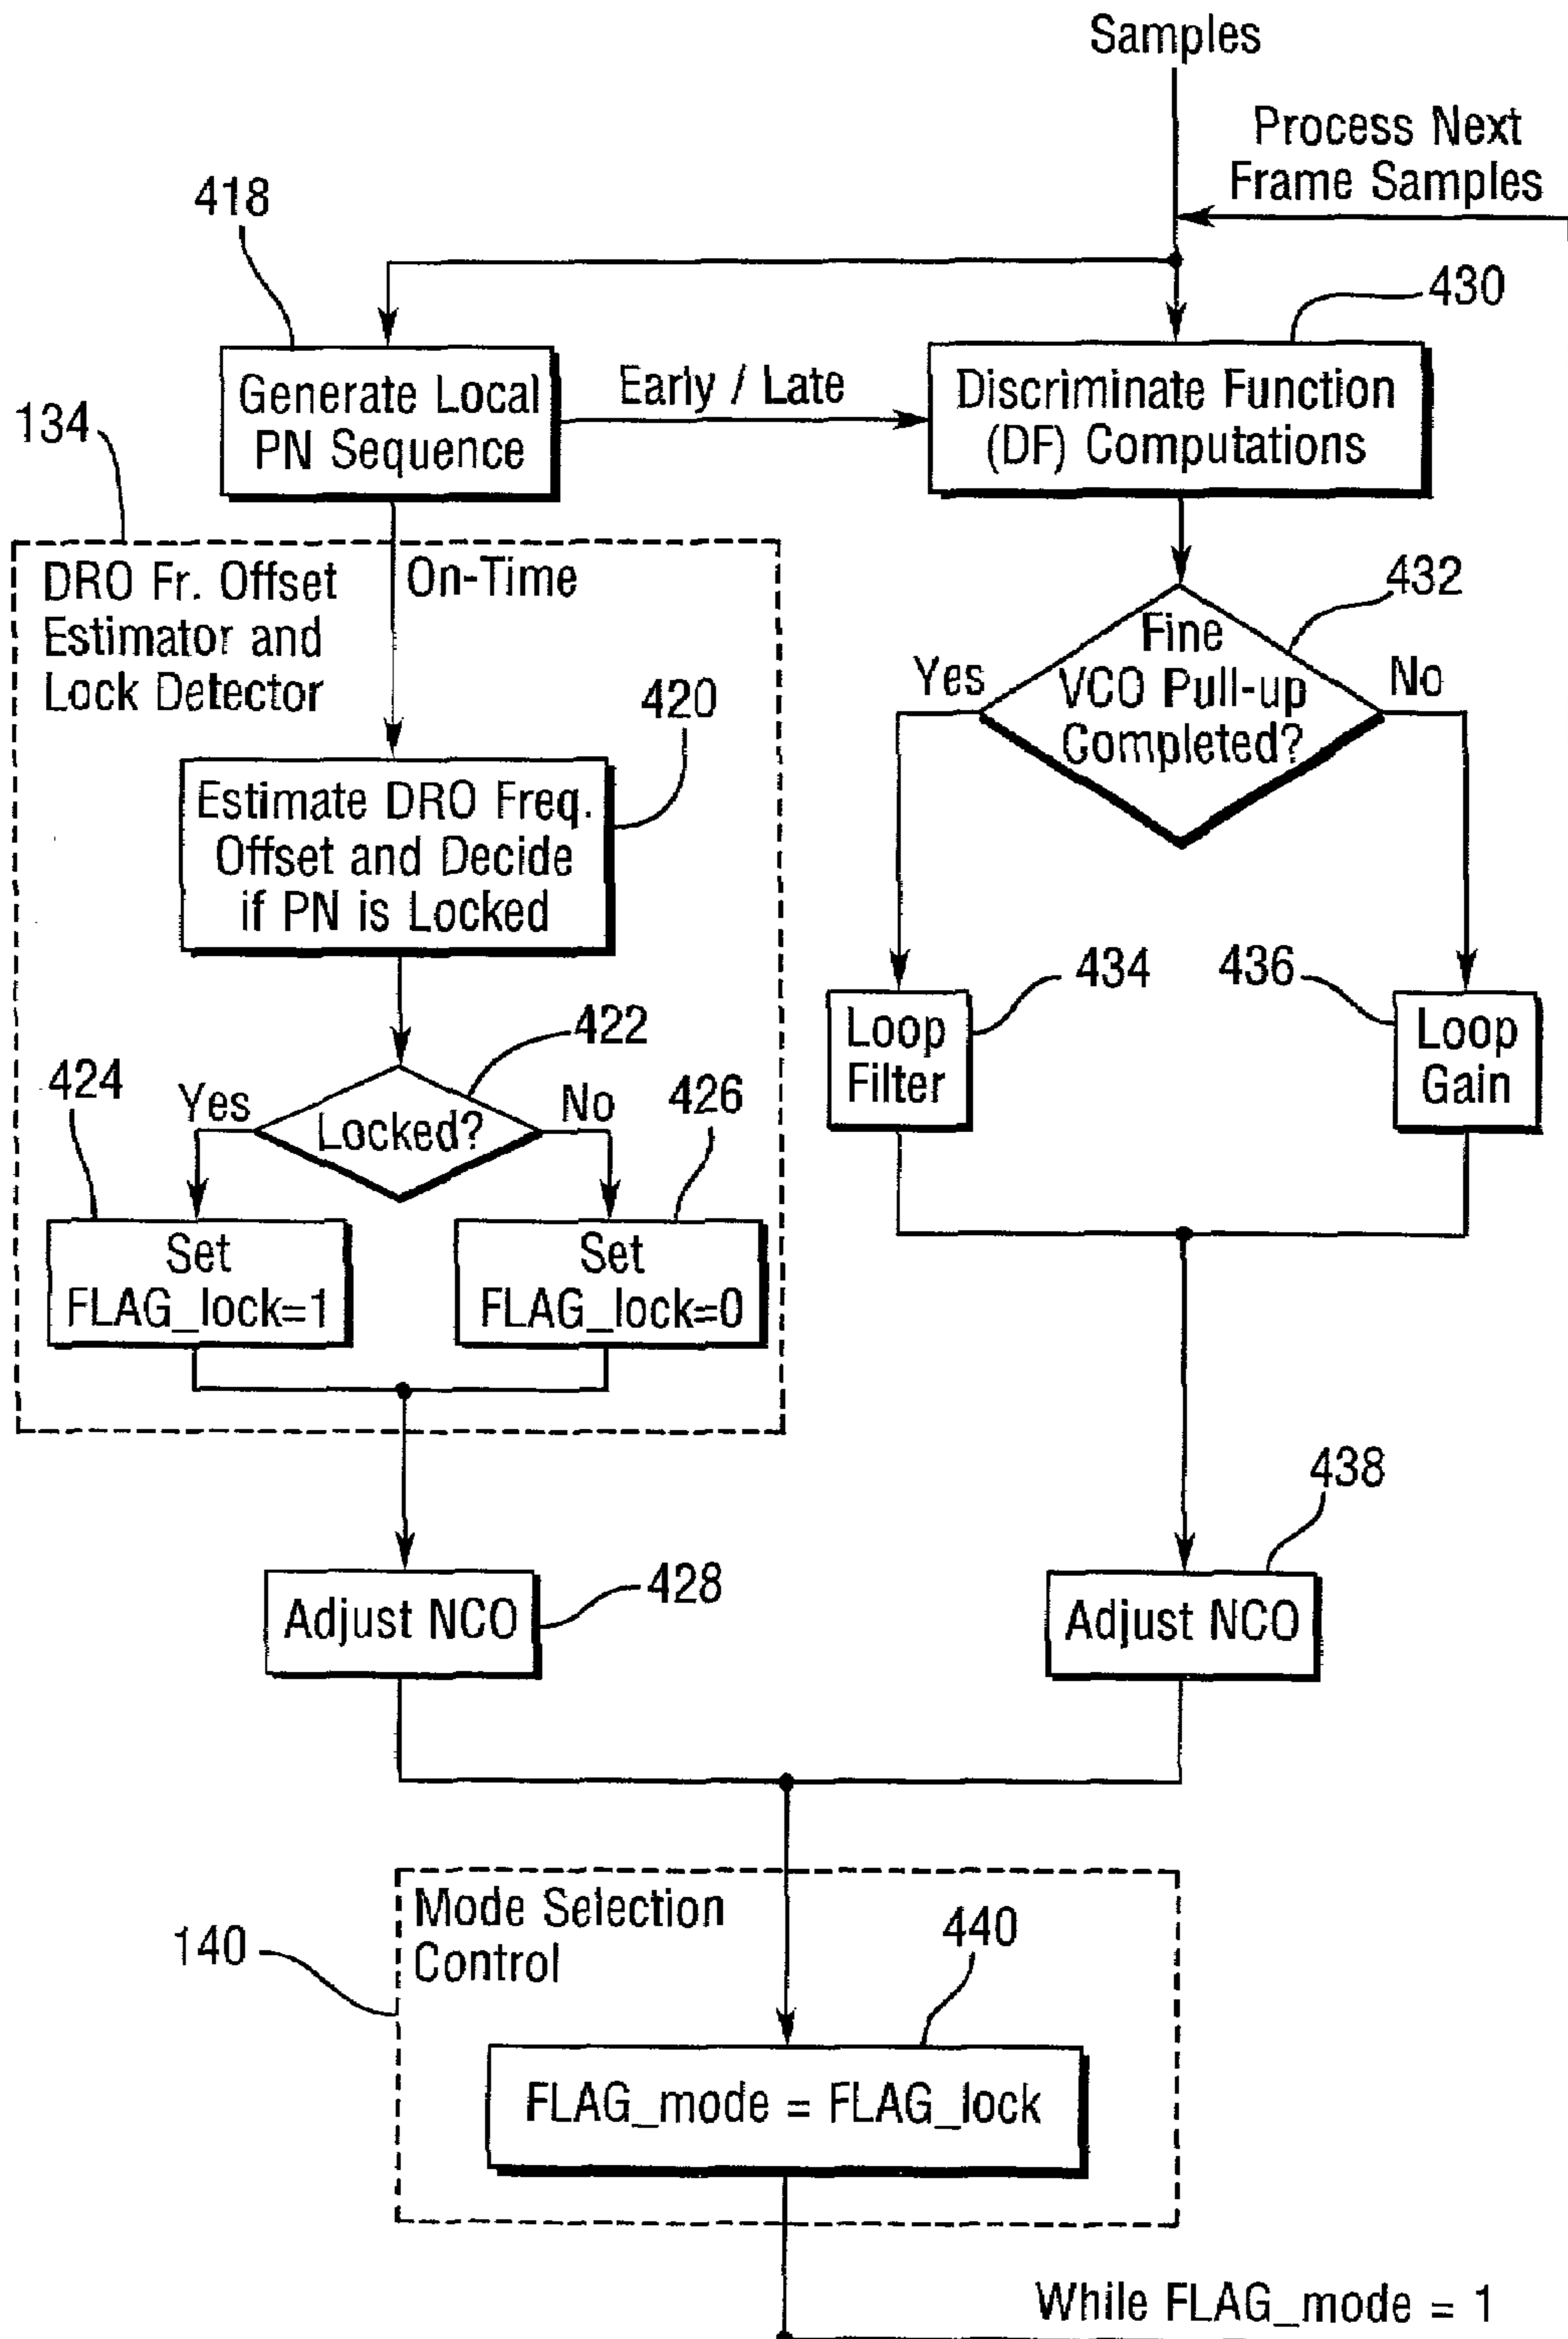 Samples
Process Next
Frame Samples
418
430
Generate Local
PN Sequence
Early / Late
Discriminate Function
(DF) Computations
134
DRO Fr. Offset
Estimator and
Lock Detector
On-Time
432
Fine
VCO Pull-up
Completed?
Yes
No
420
Estimate DRO Freq.
Offset and Decide
if PN is Locked
434
436
Loop
Filter
Loop
Gain
422
424
Yes
Locked?
No
426
Set
FLAG_lock=1
Set
FLAG_lock=0
438
428
Adjust NCO
Adjust NCO
Mode Selection
Control
140
440
FLAG_mode = FLAG_lock
While FLAG_mode = 1